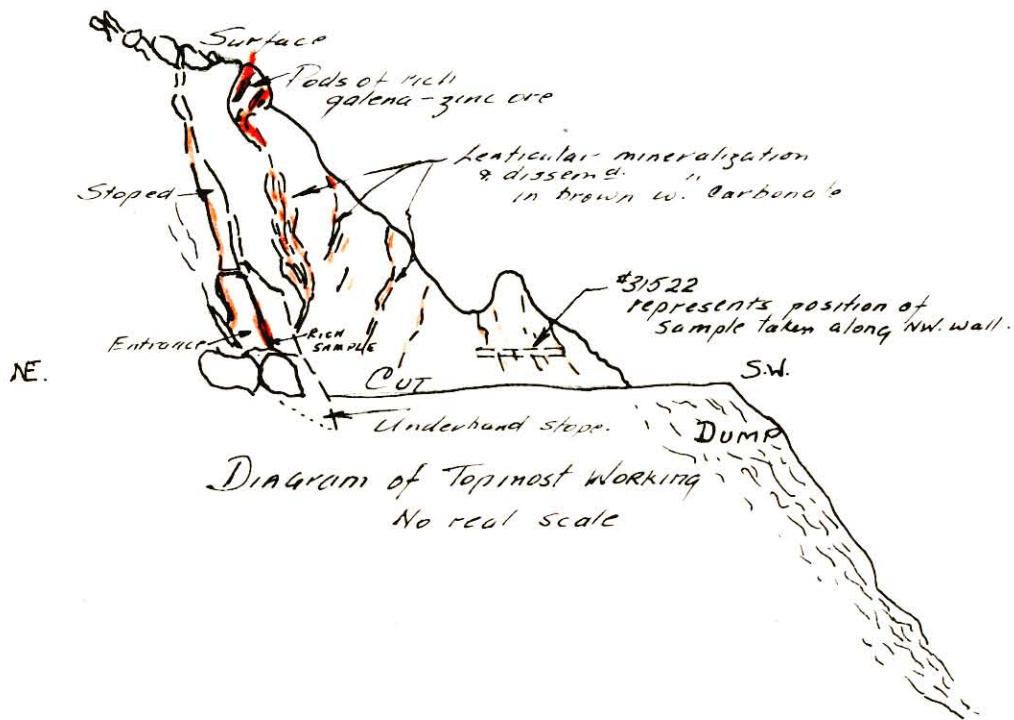 Surface
Pods of rich
galena-zinc ore
Lenticular mineralization
& dissemd. "
in brown w. Carbonate
Stoped
#31522
represents position of
Sample taken along NW. wall.
Entrance
RICH
SAMPLE
NE.
CUT
S.W.
Underhand stope.
DUMP
Diagram of Topmost Working
No real scale